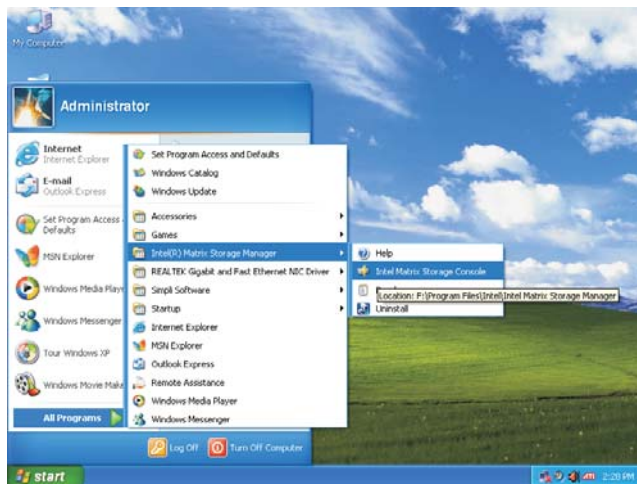 My Computer
Administrator
Internet
Internet Explorer
E-mail
Outlook Express
Set Program Access
Defaults
MSN Explorer
Windows Media
Windows Messenger
Tour Windows XP
Windows Movie
All Programs
Set Program Access and Defaults
Windows Catalog
Windows Update
Accessories
Games
Intel(R) Matrix Storage Manager
REALTEK Gigabit and Fast Ethernet NIC Driver
Simpli Software
Startup
Internet Explorer
MSN Explorer
Outlook Express
Remote Assistance
Windows Media Player
Windows Messenger
Help
Intel Matrix Storage Console
Location: F:\Program Files\Intel\Intel Matrix Storage Manager
Uninstall
Log Off
Turn Off Computer
start
2:28 PM